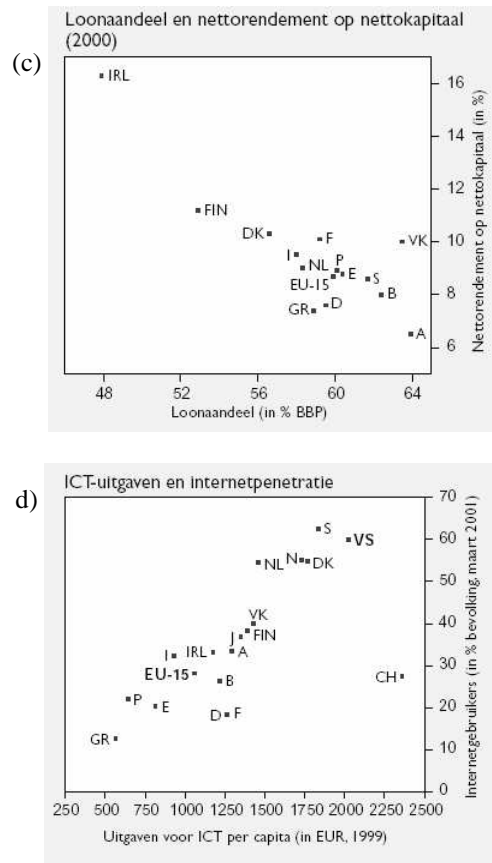 (c)
Loonaandeel en nettorendement op nettokapitaal
(2000)
IRL
FIN
DK
F
VK
I
NL
P
E
S
EU-15
B
GR
D
A
16
14
12
10
8
6
Nettorendement op nettokapitaal (in %)
48 52 56 60 64
Loonaandeel (in % BBP)
d)
ICT-uitgaven en internetpenetratie
S
VS
NL
N
DK
VK
J
FIN
I
IRL
A
EU-15
B
CH
P
E
D
F
GR
70
60
50
40
30
20
10
0
Internetgebruikers (in % bevolking, maart 2001)
250 500 750 1000 1250 1500 1750 2000 2250 2500
Uitgaven voor ICT per capita (in EUR, 1999)